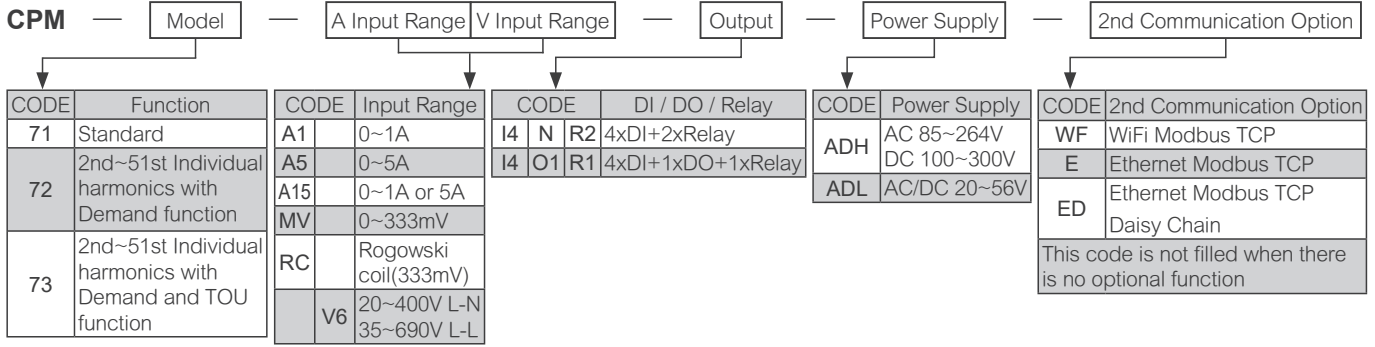 CPM — Model — A Input Range V Input Range — Output — Power Supply — 2nd Communication Option
CODE Function
71 Standard
72 2nd~51st Individual
harmonics with
Demand function
73 2nd~51st Individual
harmonics with
Demand and TOU
function
CODE Input Range
A1 0~1A
A5 0~5A
A15 0~1A or 5A
MV 0~333mV
RC Rogowski
coil(333mV)
V6 20~400V L-N
35~690V L-L
CODE DI / DO / Relay
I4 N R2 4xDI+2xRelay
I4 O1 R1 4xDI+1xDO+1xRelay
CODE Power Supply
ADH AC 85~264V
DC 100~300V
ADL AC/DC 20~56V
CODE 2nd Communication Option
WF WiFi Modbus TCP
E Ethernet Modbus TCP
ED Ethernet Modbus TCP
Daisy Chain
This code is not filled when there
is no optional function